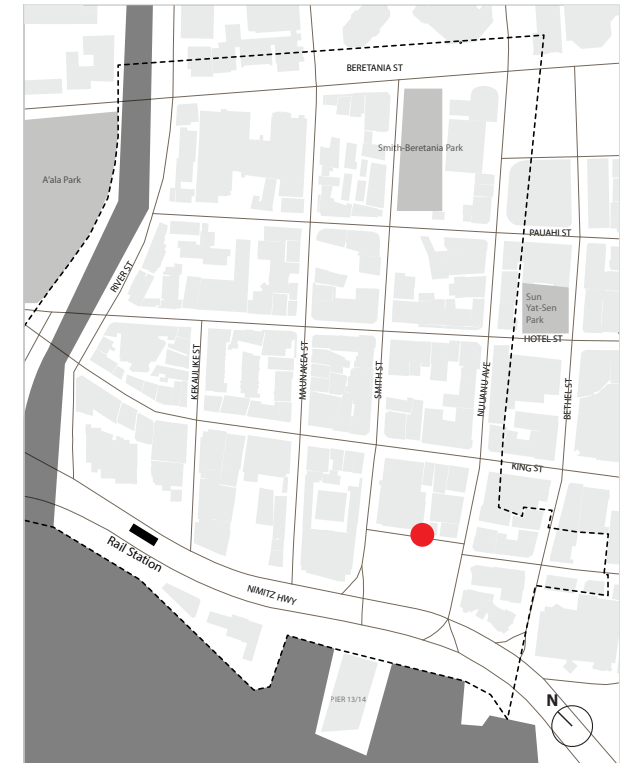 BERETANIA ST
Smith-Beretania Park
A'ala Park
PAUAHI ST
RIVER ST
Sun
Yat-Sen
Park
HOTEL ST
KEKAULIKE ST
MAUNAKEA ST
SMITH ST
NUUANU AVE
BETHEL ST
KING ST
Rail Station
NIMITZ HWY
PIER 13/14
N